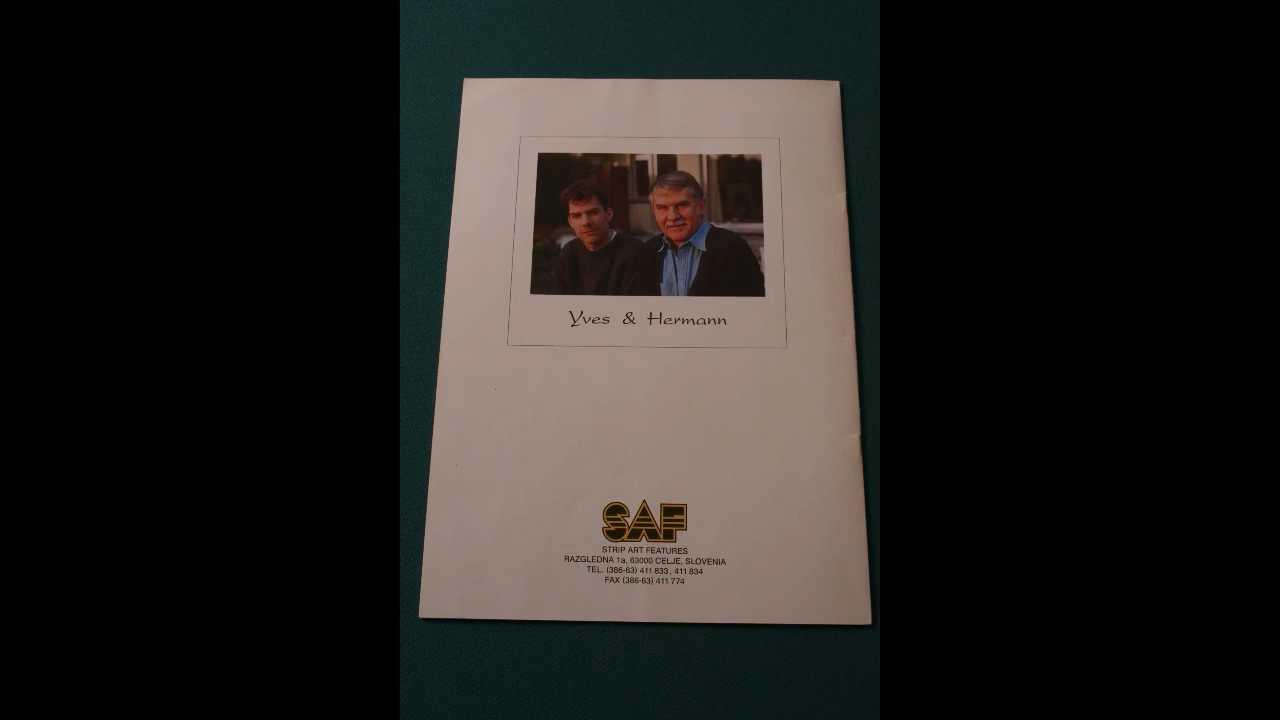 Yves & Hermann
SAF
STRIP ART FEATURES
RAZGLEDNA 1a, 63000 CELJE, SLOVENIA
TEL. (386-63) 411 833, 411 834
FAX (386-63) 411 774